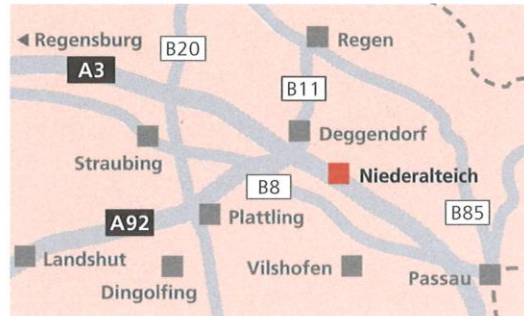 ◄ Regensburg
B20
Regen
A3
B11
Deggendorf
Straubing
Niederalteich
B8
B85
A92
Plattling
Landshut
Vilshofen
Passau
Dingolfing